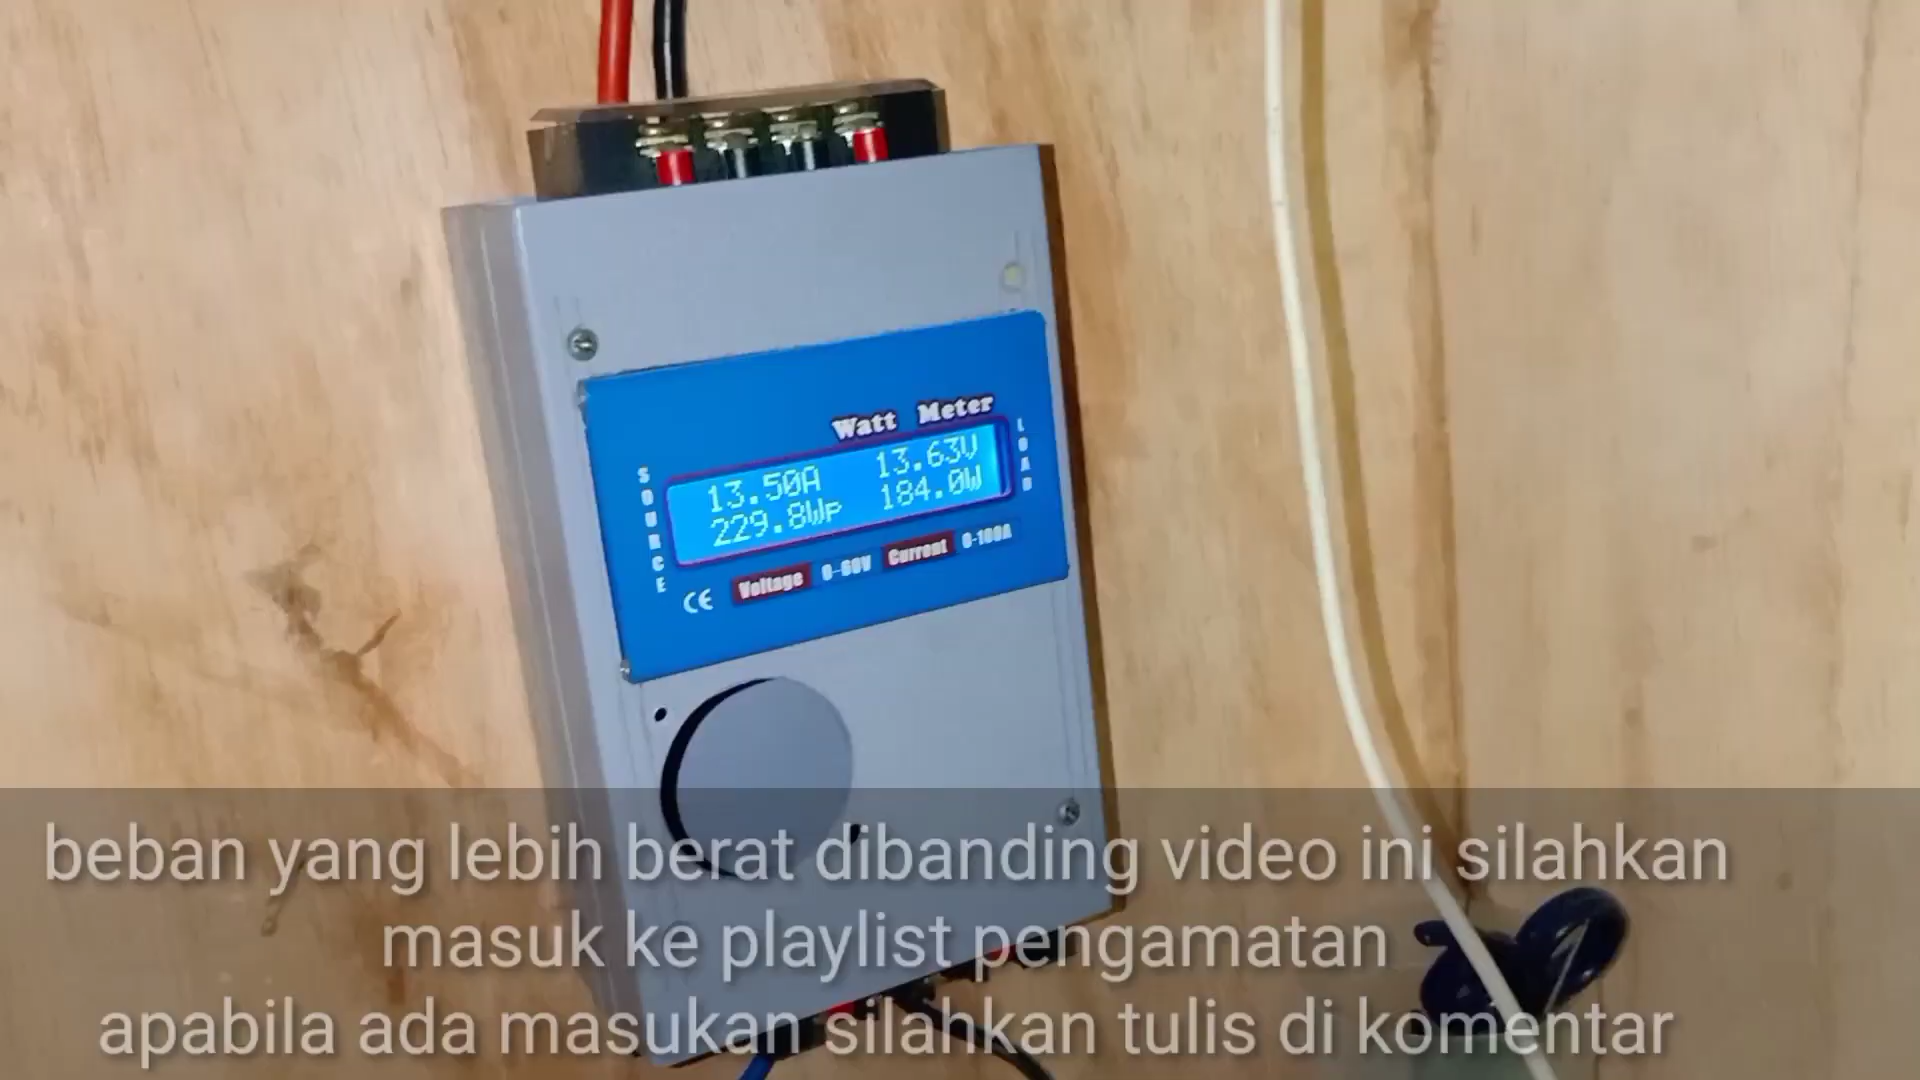 Watt Meter
SOURCE
13.50A 13.63V
229.8Wp 184.0W
LOAD
CE Voltage 0-60V Current 0-100A
beban yang lebih berat dibanding video ini silahkan
masuk ke playlist pengamatan
apabila ada masukan silahkan tulis di komentar